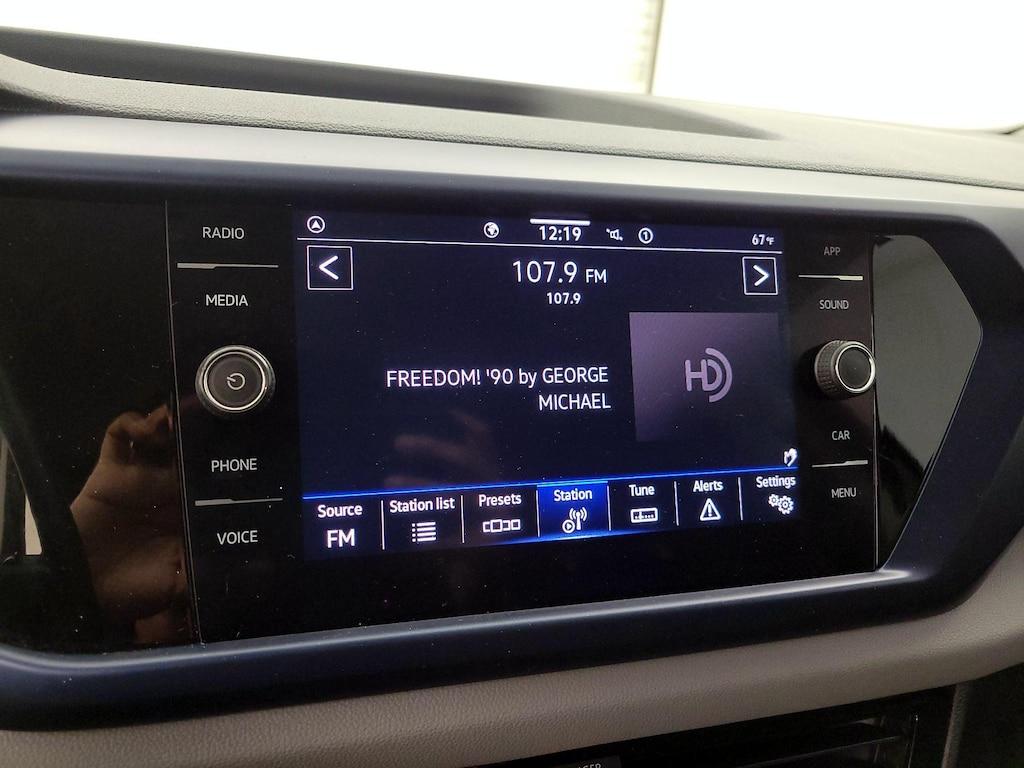 RADIO
MEDIA
PHONE
VOICE
12:19
1
67°F
<
107.9 FM
107.9
>
FREEDOM! '90 by GEORGE
MICHAEL
HD
Source
FM
Station list
Presets
Station
Tune
Alerts
Settings
APP
SOUND
CAR
MENU